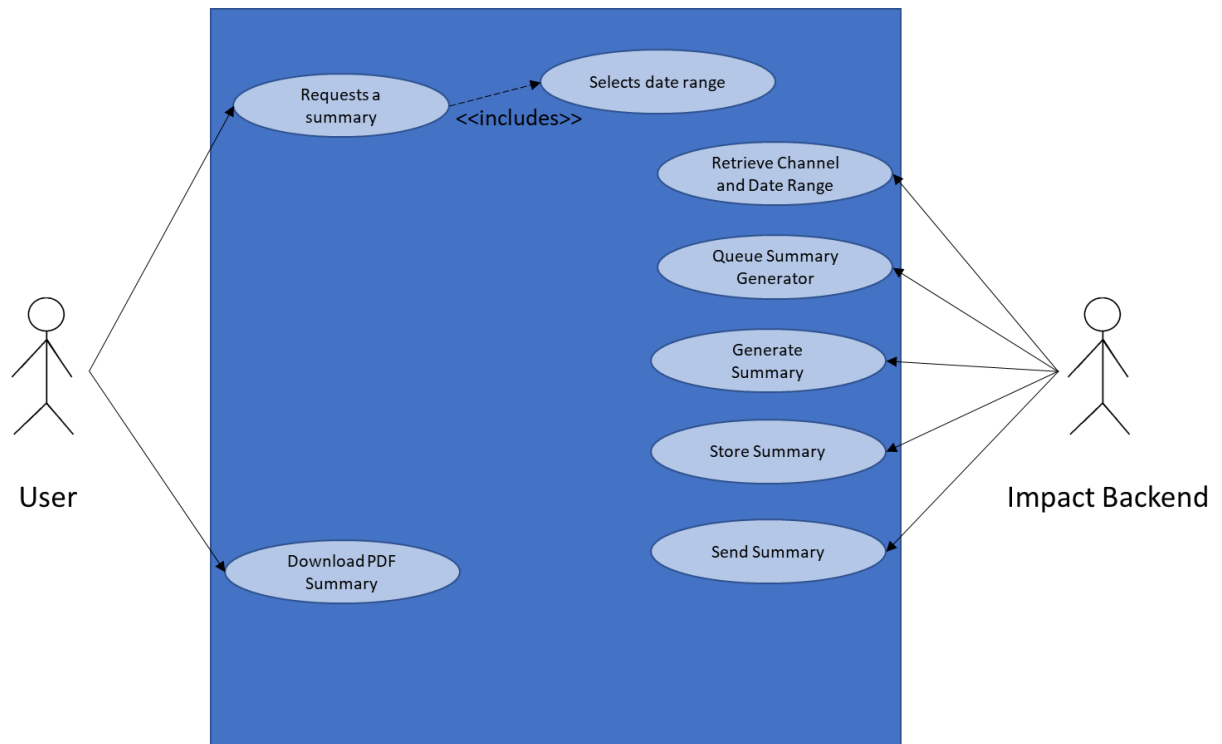 Requests a
summary
Selects date range
<<includes>>
Retrieve Channel
and Date Range
Queue Summary
Generator
Generate
Summary
Store Summary
User
Impact Backend
Send Summary
Download PDF
Summary